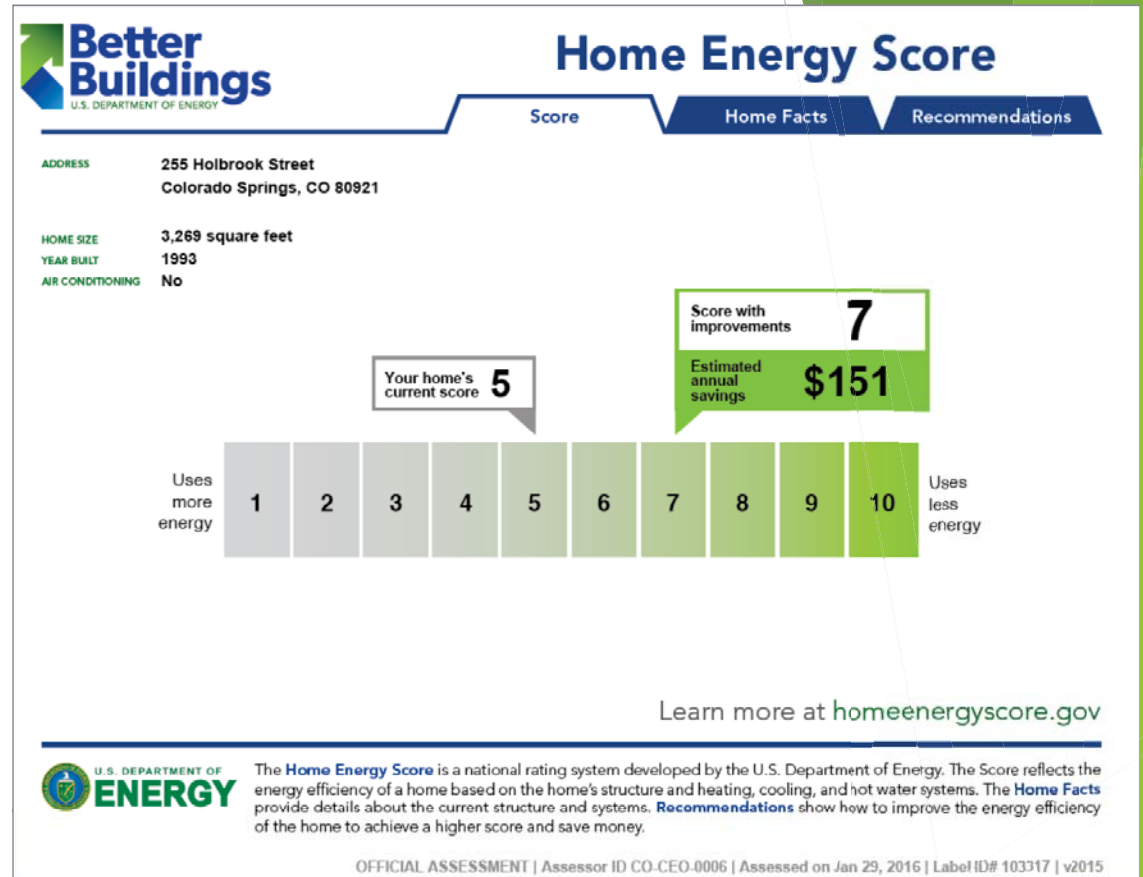 Better
Buildings
U.S. DEPARTMENT OF ENERGY
Home Energy Score
Score
Home Facts
Recommendations
ADDRESS 255 Holbrook Street
Colorado Springs, CO 80921
HOME SIZE 3,269 square feet
YEAR BUILT 1993
AIR CONDITIONING No
Score with
improvements 7
Estimated
annual
savings $151
Your home's
current score 5
Uses
more
energy
1 2 3 4 5 6 7 8 9 10
Uses
less
energy
Learn more at homeenergyscore.gov
U.S. DEPARTMENT OF
ENERGY
The Home Energy Score is a national rating system developed by the U.S. Department of Energy. The Score reflects the
energy efficiency of a home based on the home's structure and heating, cooling, and hot water systems. The Home Facts
provide details about the current structure and systems. Recommendations show how to improve the energy efficiency
of the home to achieve a higher score and save money.
OFFICIAL ASSESSMENT | Assessor ID CO-CEO-0006 | Assessed on Jan 29, 2016 | Label ID# 103317 | v2015